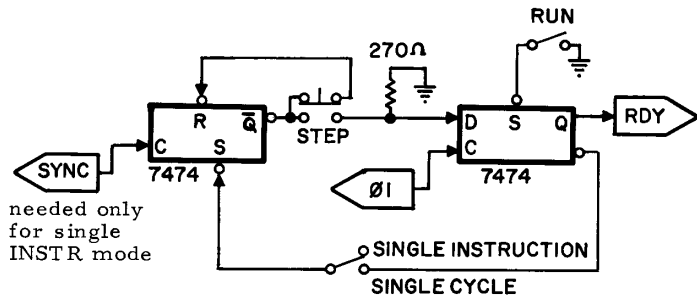 RUN
270Ω
R
Q̅
STEP
C
S
7474
SYNC
needed only
for single
INSTR mode
D
S
Q
C
7474
RDY
Ø1
SINGLE INSTRUCTION
SINGLE CYCLE